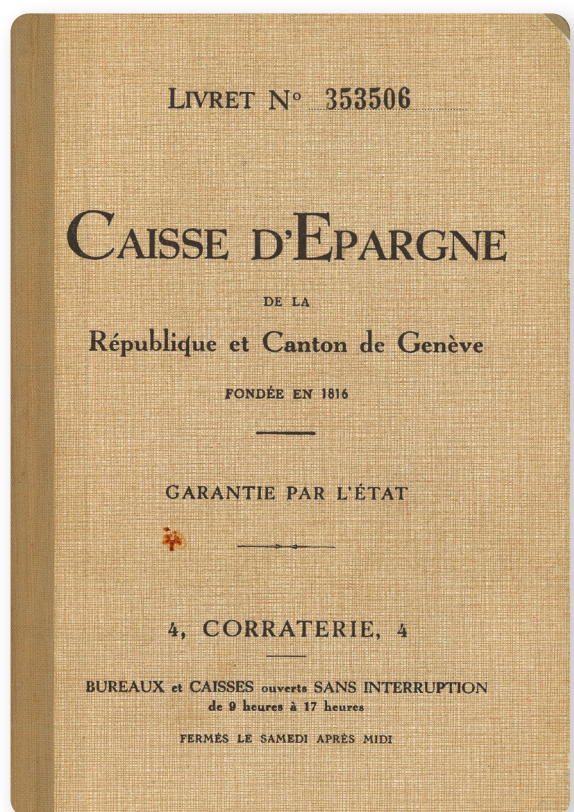 LIVRET Nº 353506
CAISSE D'EPARGNE
DE LA
République et Canton de Genève
FONDÉE EN 1816
GARANTIE PAR L'ÉTAT
4, CORRATERIE, 4
BUREAUX et CAISSES ouverts SANS INTERRUPTION
de 9 heures à 17 heures
FERMÉS LE SAMEDI APRÈS MIDI